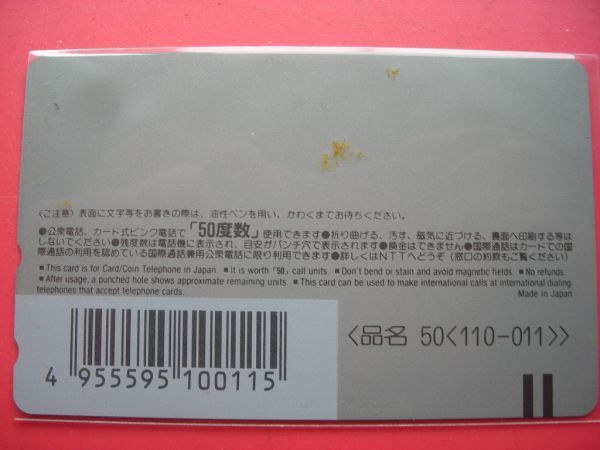 〈ご注意〉表面に文字等をお書きの際は、油性ペンを用い、かわくまでお待ちください。
●公衆電話、カード式ピンク電話で「50度数」使用できます●折り曲げる、汚す、磁気に近づける、裏面へ印刷する等は
しないでください●残度数は電話機に表示され、目安がパンチ穴で表示されます●換金はできません●国際通話はカードでの国
際通話の利用を認めている国際通話兼用公衆電話に限り利用できます●詳しくはNTTへどうぞ(窓口の約款もご覧ください)
■This card is for Card/Coin Telephone in Japan. ■It is worth「50」call units. ■Don't bend or stain and avoid magnetic fields. ■No refunds.
■After usage, a punched hole shows approximate remaining units. ■This card can be used to make international calls at international dialing
telephones that accept telephone cards.
Made in Japan
〈品名 50〈110-011〉〉
4 955595 100115